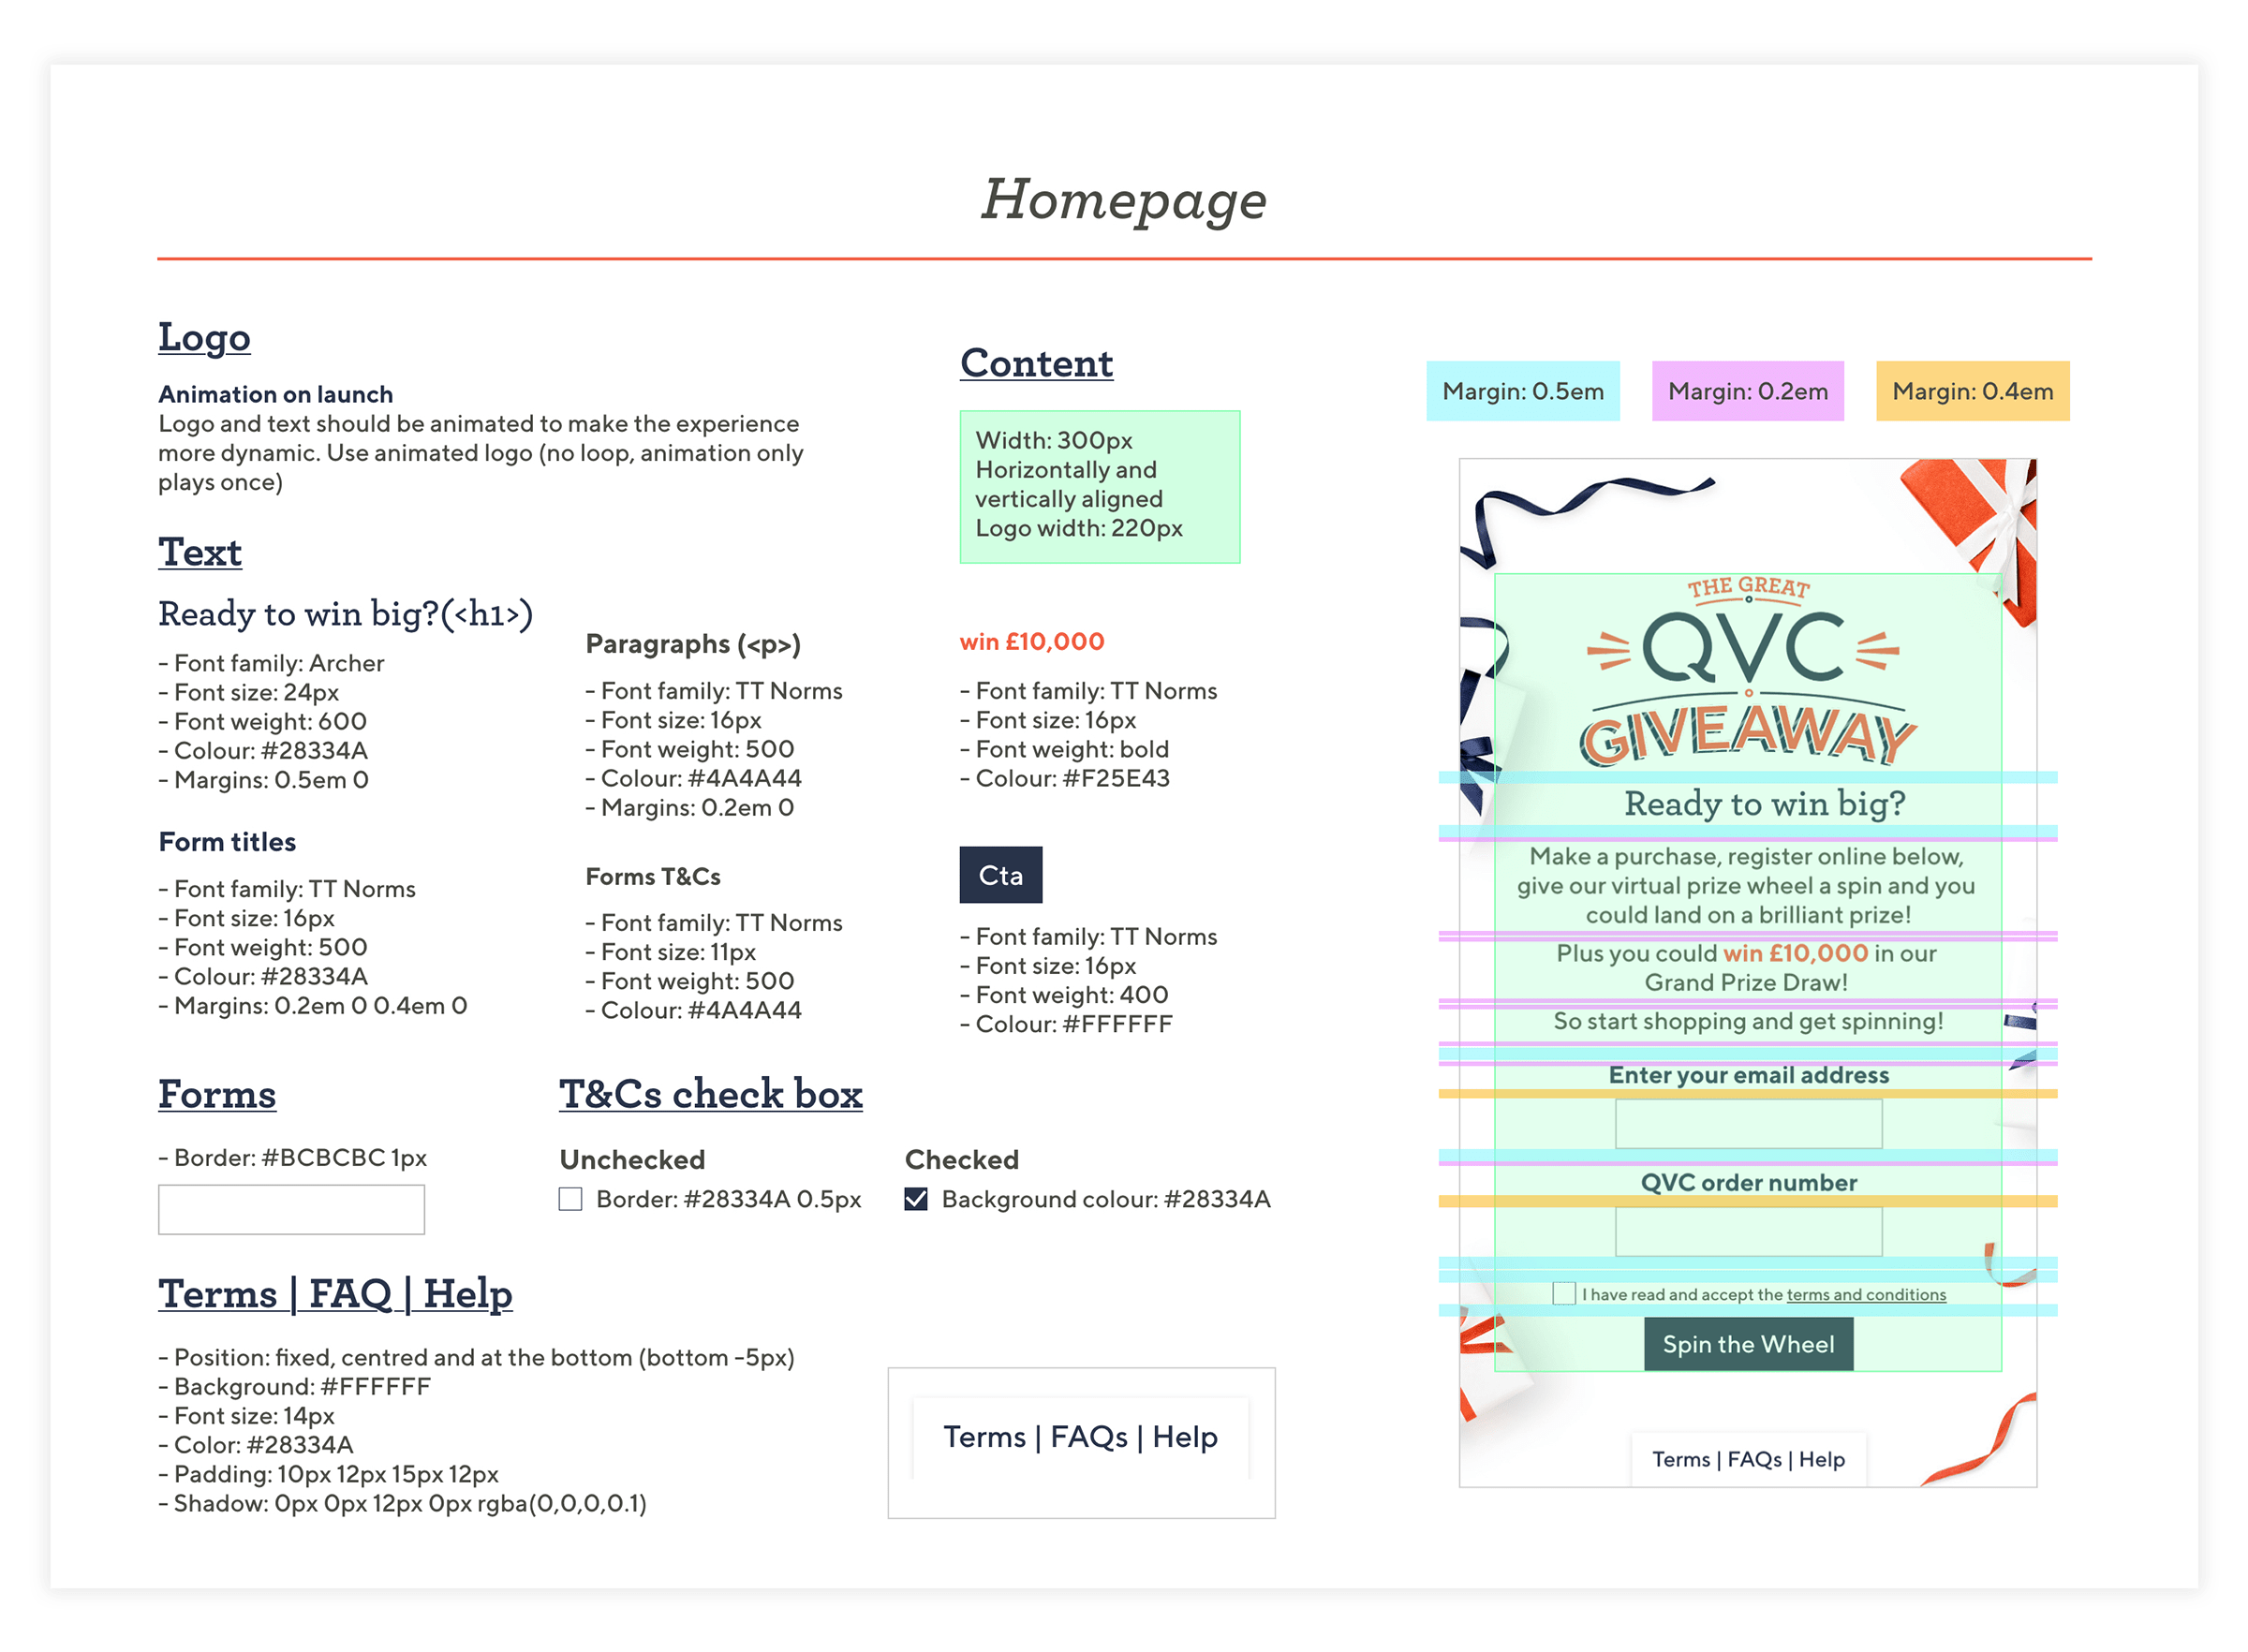 Homepage
Logo
Animation on launch
Logo and text should be animated to make the experience
more dynamic. Use animated logo (no loop, animation only
plays once)
Text
Ready to win big?(<h1>)
- Font family: Archer
- Font size: 24px
- Font weight: 600
- Colour: #28334A
- Margins: 0.5em 0
Form titles
- Font family: TT Norms
- Font size: 16px
- Font weight: 500
- Colour: #28334A
- Margins: 0.2em 0 0.4em 0
Paragraphs (<p>)
- Font family: TT Norms
- Font size: 16px
- Font weight: 500
- Colour: #4A4A44
- Margins: 0.2em 0
Forms T&Cs
- Font family: TT Norms
- Font size: 11px
- Font weight: 500
- Colour: #4A4A44
Content
Width: 300px
Horizontally and
vertically aligned
Logo width: 220px
win £10,000
- Font family: TT Norms
- Font size: 16px
- Font weight: bold
- Colour: #F25E43
Cta
- Font family: TT Norms
- Font size: 16px
- Font weight: 400
- Colour: #FFFFFF
Forms
- Border: #BCBCBC 1px
T&Cs check box
Unchecked
Border: #28334A 0.5px
Checked
Background colour: #28334A
Terms | FAQ | Help
- Position: fixed, centred and at the bottom (bottom -5px)
- Background: #FFFFFF
- Font size: 14px
- Color: #28334A
- Padding: 10px 12px 15px 12px
- Shadow: 0px 0px 12px 0px rgba(0,0,0,0.1)
Terms | FAQs | Help
Margin: 0.5em
Margin: 0.2em
Margin: 0.4em
THE GREAT
QVC
GIVEAWAY
Ready to win big?
Make a purchase, register online below,
give our virtual prize wheel a spin and you
could land on a brilliant prize!
Plus you could win £10,000 in our
Grand Prize Draw!
So start shopping and get spinning!
Enter your email address
QVC order number
I have read and accept the terms and conditions
Spin the Wheel
Terms | FAQs | Help